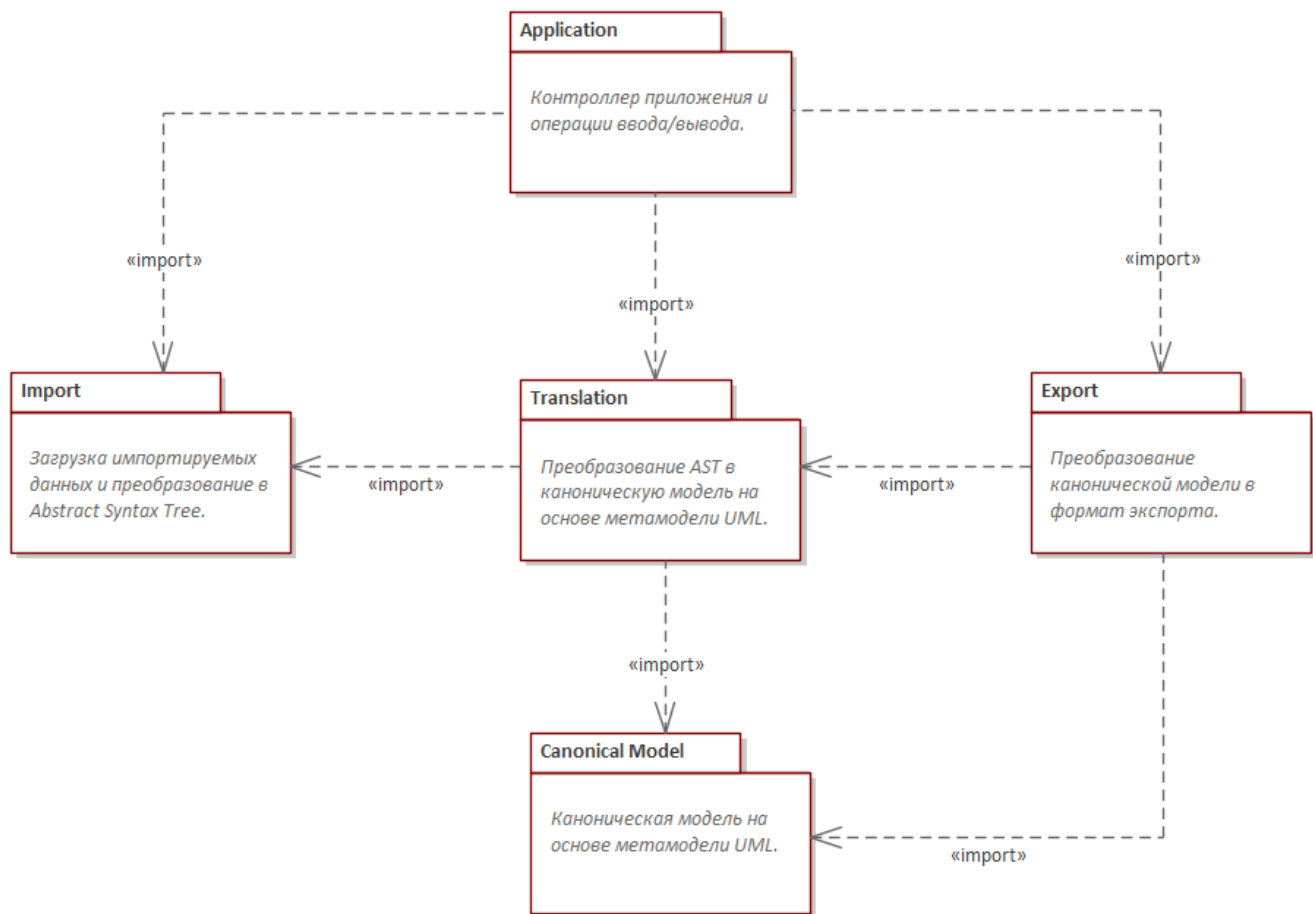 Application
Контроллер приложения и
операции ввода/вывода.
«import»
«import»
«import»
Import
Загрузка импортируемых
данных и преобразование в
Abstract Syntax Tree.
«import»
Translation
Преобразование AST в
каноническую модель на
основе метамодели UML.
«import»
Export
Преобразование
канонической модели в
формат экспорта.
«import»
Canonical Model
Каноническая модель на
основе метамодели UML.
«import»